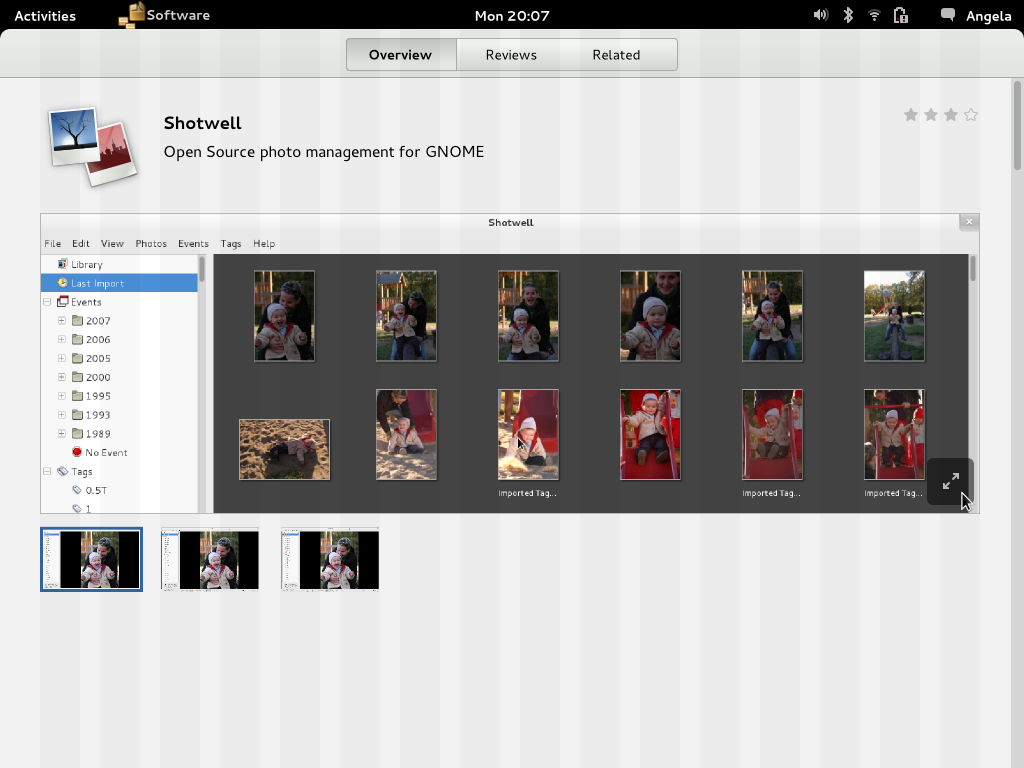 Activities Software Mon 20:07 Angela
Overview Reviews Related
Shotwell
Open Source photo management for GNOME
Shotwell
File Edit View Photos Events Tags Help
Library
Last Import
Events
2007
2006
2005
2000
1995
1993
1989
No Event
Tags
0.5T
1
Imported Tag... Imported Tag... Imported Tag...